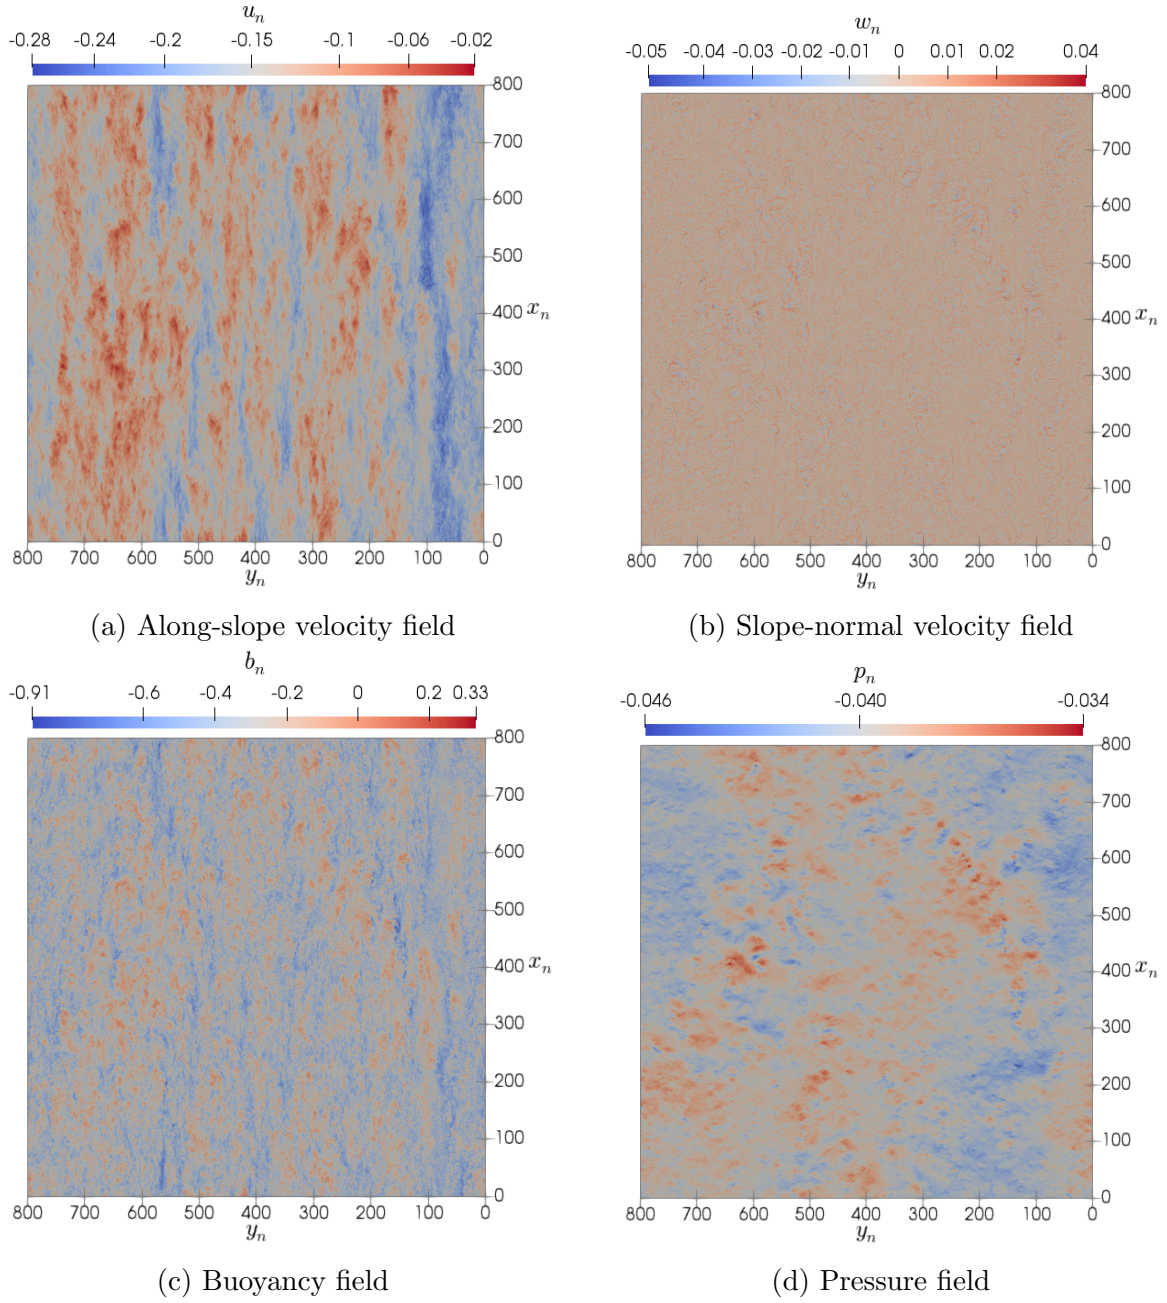 u_n
-0.28 -0.24 -0.2 -0.15 -0.1 -0.06 -0.02
800
700
600
500
400 x_n
300
200
100
0
800 700 600 500 400 300 200 100 0
y_n
(a) Along-slope velocity field
w_n
-0.05 -0.04 -0.03 -0.02 -0.01 0 0.01 0.02 0.04
800
700
600
500
400 x_n
300
200
100
0
800 700 600 500 400 300 200 100 0
y_n
(b) Slope-normal velocity field
b_n
-0.91 -0.6 -0.4 -0.2 0 0.2 0.33
800
700
600
500
400 x_n
300
200
100
0
800 700 600 500 400 300 200 100 0
y_n
(c) Buoyancy field
p_n
-0.046 -0.040 -0.034
800
700
600
500
400 x_n
300
200
100
0
800 700 600 500 400 300 200 100 0
y_n
(d) Pressure field